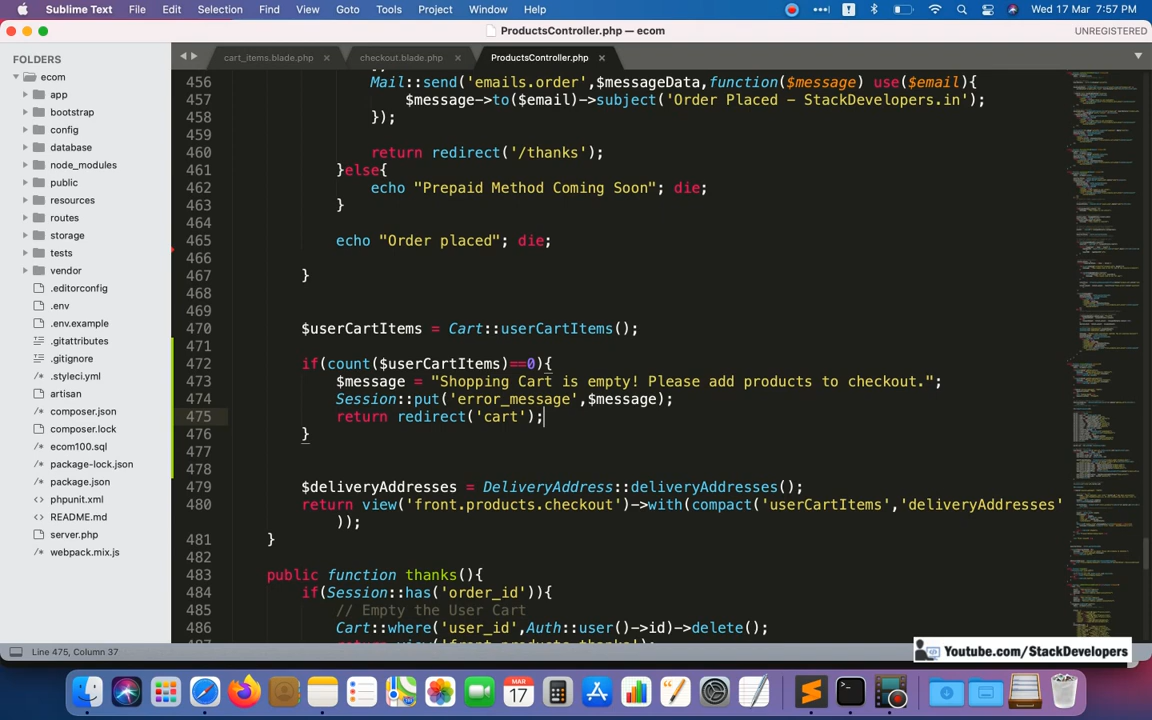 Sublime Text File Edit Selection Find View Goto Tools Project Window Help Wed 17 Mar 7:57 PM
ProductsController.php — ecom UNREGISTERED
FOLDERS
ecom
app
bootstrap
config
database
node_modules
public
resources
routes
storage
tests
vendor
.editorconfig
.env
.env.example
.gitattributes
.gitignore
.styleci.yml
artisan
composer.json
composer.lock
ecom100.sql
package-lock.json
package.json
phpunit.xml
README.md
server.php
webpack.mix.js
cart_items.blade.php checkout.blade.php ProductsController.php
456 Mail::send('emails.order',$messageData,function($message) use($email){
457 $message->to($email)->subject('Order Placed - StackDevelopers.in');
458 });
459
460 return redirect('/thanks');
461 }else{
462 echo "Prepaid Method Coming Soon"; die;
463 }
464
465 echo "Order placed"; die;
466
467 }
468
469
470 $userCartItems = Cart::userCartItems();
471
472 if(count($userCartItems)==0){
473 $message = "Shopping Cart is empty! Please add products to checkout.";
474 Session::put('error_message',$message);
475 return redirect('cart');
476 }
477
478
479 $deliveryAddresses = DeliveryAddress::deliveryAddresses();
480 return view('front.products.checkout')->with(compact('userCartItems','deliveryAddresses'
));
481 }
482
483 public function thanks(){
484 if(Session::has('order_id')){
485 // Empty the User Cart
486 Cart::where('user_id',Auth::user()->id)->delete();
Line 475, Column 37
Youtube.com/StackDevelopers
MAR
17